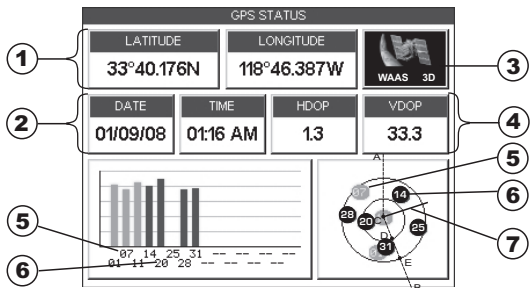 GPS STATUS
LATITUDE LONGITUDE
33°40.176N 118°46.387W
WAAS 3D
1 3
DATE TIME HDOP VDOP
01/09/08 01:16 AM 1.3 33.3
2 4
A
5
07 14 6
28 20 C 25
7
D
31
E
B
5
07 14 25 31 -- -- -- --
01 11 20 28 -- -- -- --
6